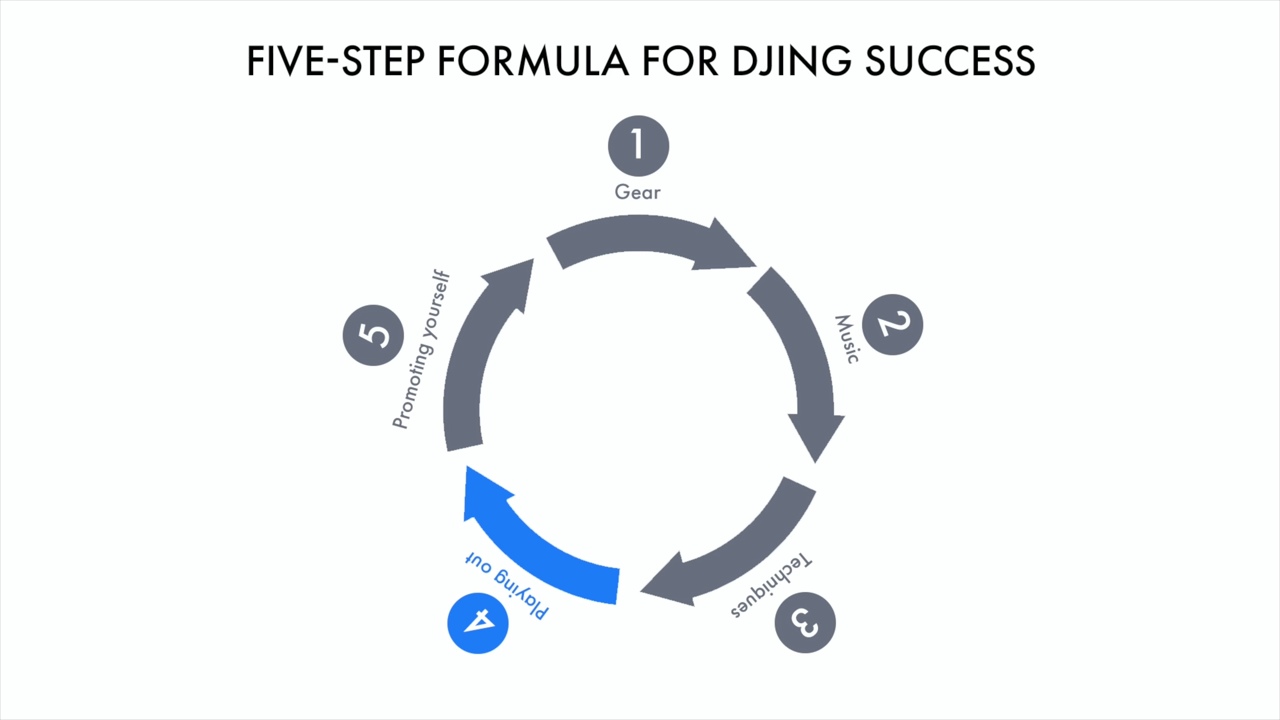 FIVE-STEP FORMULA FOR DJING SUCCESS
1
Gear
2
Music
3
Techniques
4
Playing out
5
Promoting yourself